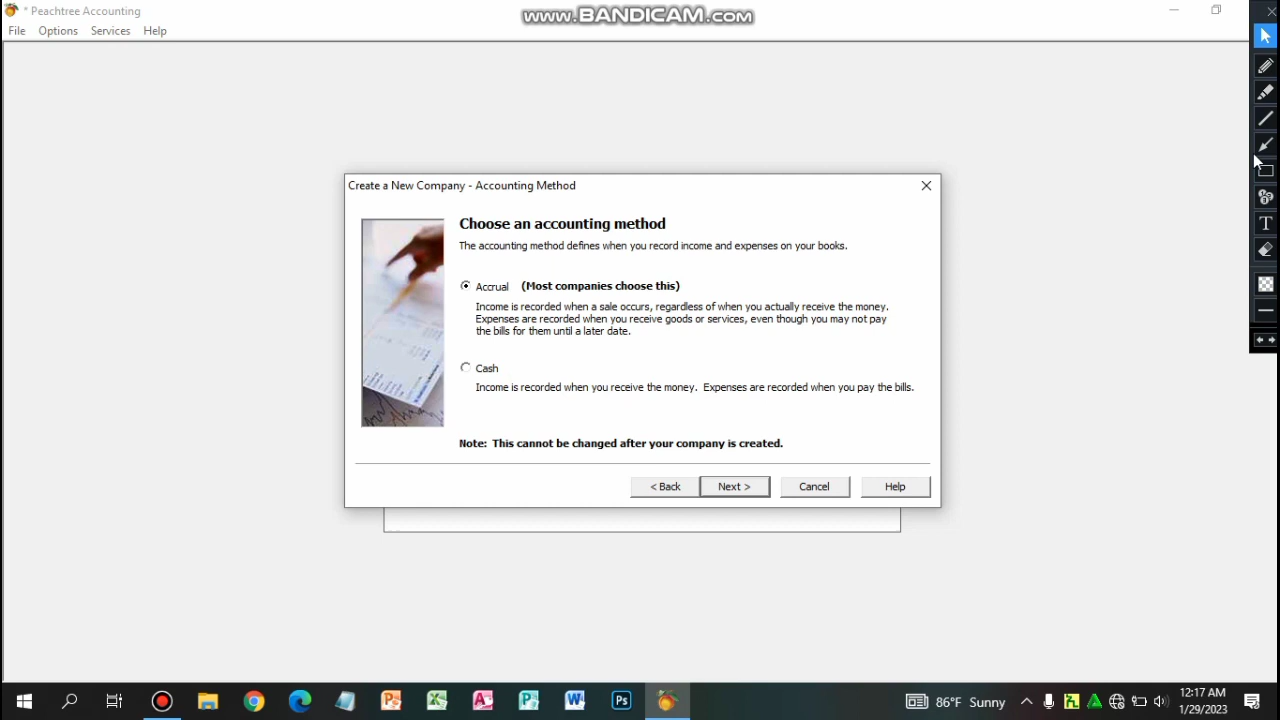 * Peachtree Accounting
www.BANDICAM.com
File Options Services Help
Create a New Company - Accounting Method
Choose an accounting method
The accounting method defines when you record income and expenses on your books.
Accrual (Most companies choose this)
Income is recorded when a sale occurs, regardless of when you actually receive the money.
Expenses are recorded when you receive goods or services, even though you may not pay
the bills for them until a later date.
Cash
Income is recorded when you receive the money. Expenses are recorded when you pay the bills.
Note: This cannot be changed after your company is created.
< Back Next > Cancel Help
86°F Sunny
12:17 AM
1/29/2023